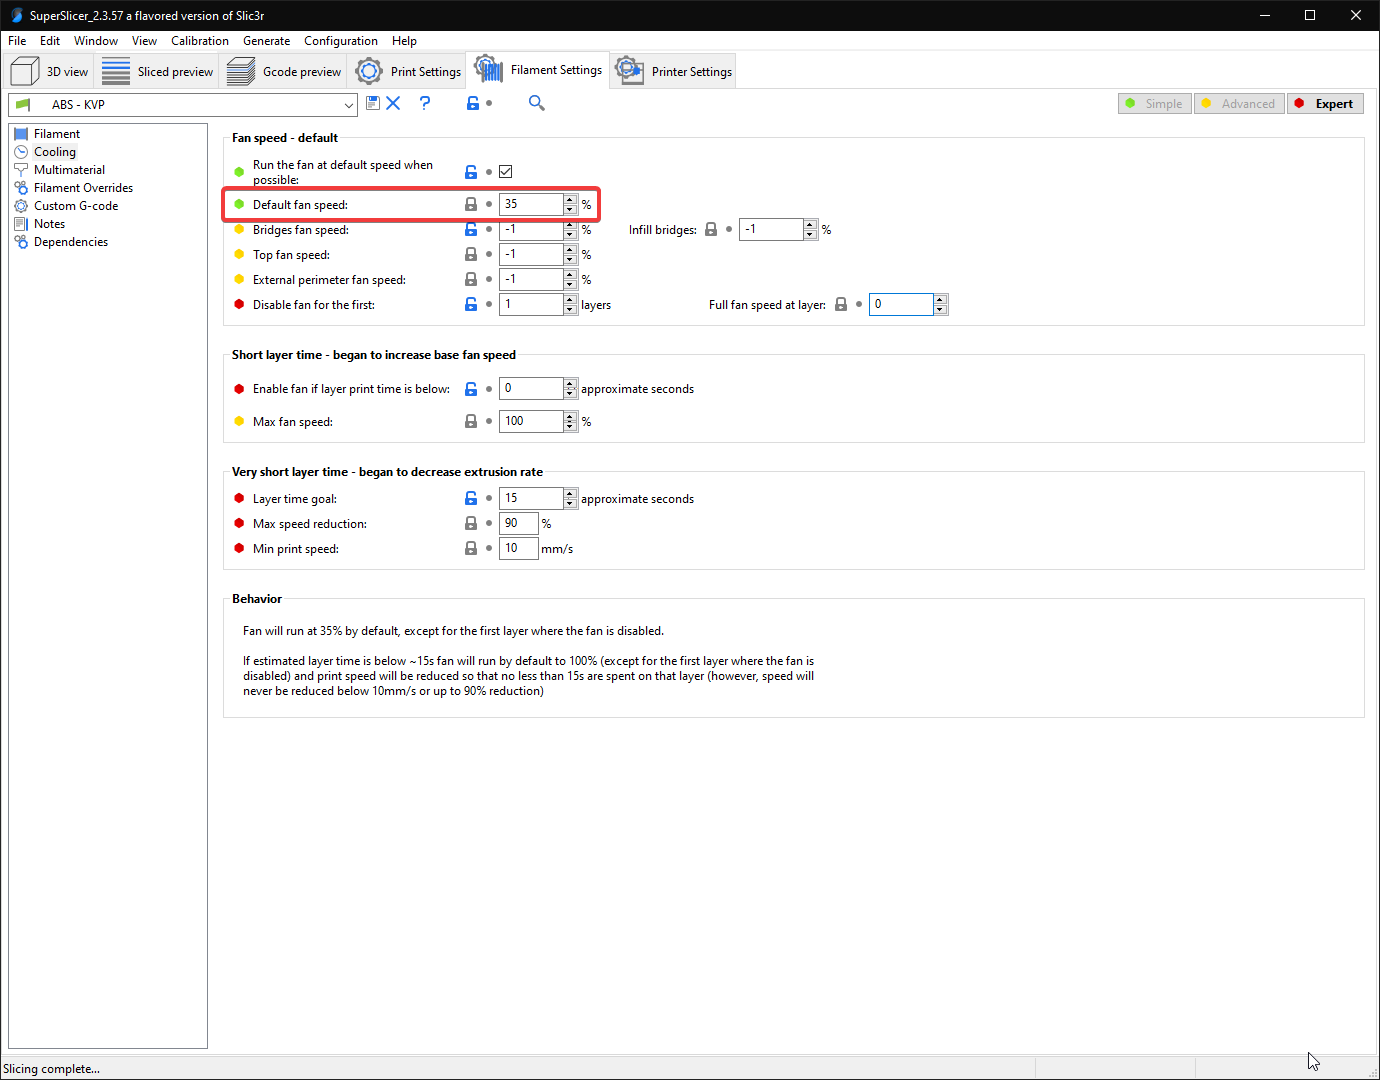 SuperSlicer_2.3.57 a flavored version of Slic3r
File Edit Window View Calibration Generate Configuration Help
3D view Sliced preview Gcode preview Print Settings Filament Settings Printer Settings
ABS - KVP ? Simple Advanced Expert
Filament
Cooling
Multimaterial
Filament Overrides
Custom G-code
Notes
Dependencies
Fan speed - default
Run the fan at default speed when
possible:
Default fan speed: 35 %
Bridges fan speed: -1 % Infill bridges: -1 %
Top fan speed: -1 %
External perimeter fan speed: -1 %
Disable fan for the first: 1 layers Full fan speed at layer: 0
Short layer time - began to increase base fan speed
Enable fan if layer print time is below: 0 approximate seconds
Max fan speed: 100 %
Very short layer time - began to decrease extrusion rate
Layer time goal: 15 approximate seconds
Max speed reduction: 90 %
Min print speed: 10 mm/s
Behavior
Fan will run at 35% by default, except for the first layer where the fan is disabled.
If estimated layer time is below ~15s fan will run by default to 100% (except for the first layer where the fan is
disabled) and print speed will be reduced so that no less than 15s are spent on that layer (however, speed will
never be reduced below 10mm/s or up to 90% reduction)
Slicing complete...